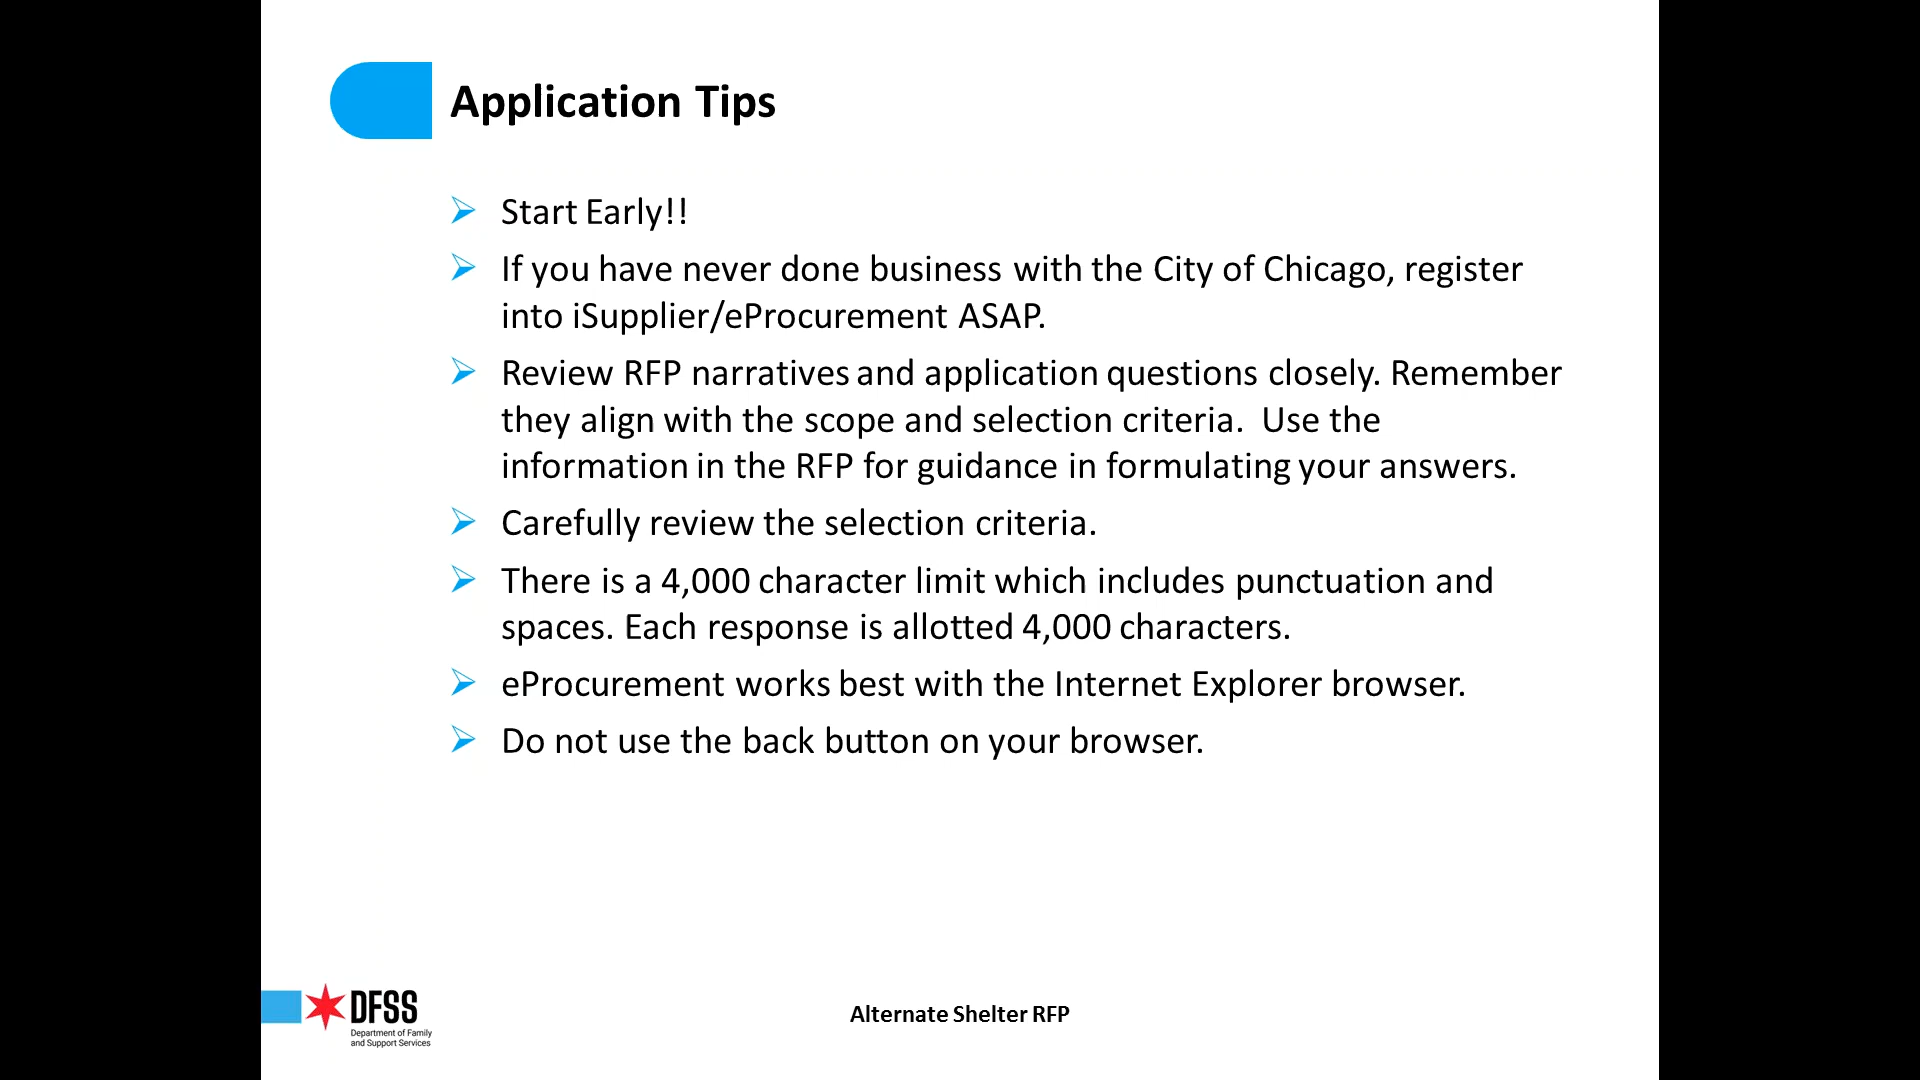 Application Tips
Start Early!!
If you have never done business with the City of Chicago, register
into iSupplier/eProcurement ASAP.
Review RFP narratives and application questions closely. Remember
they align with the scope and selection criteria.  Use the
information in the RFP for guidance in formulating your answers.
Carefully review the selection criteria.
There is a 4,000 character limit which includes punctuation and
spaces. Each response is allotted 4,000 characters.
eProcurement works best with the Internet Explorer browser.
Do not use the back button on your browser.
DFSS
Department of Family
and Support Services
Alternate Shelter RFP